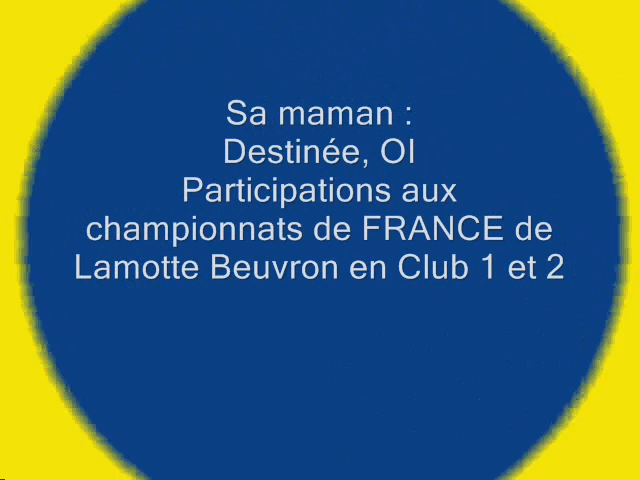 Sa maman :
Destinée, OI
Participations aux
championnats de FRANCE de
Lamotte Beuvron en Club 1 et 2